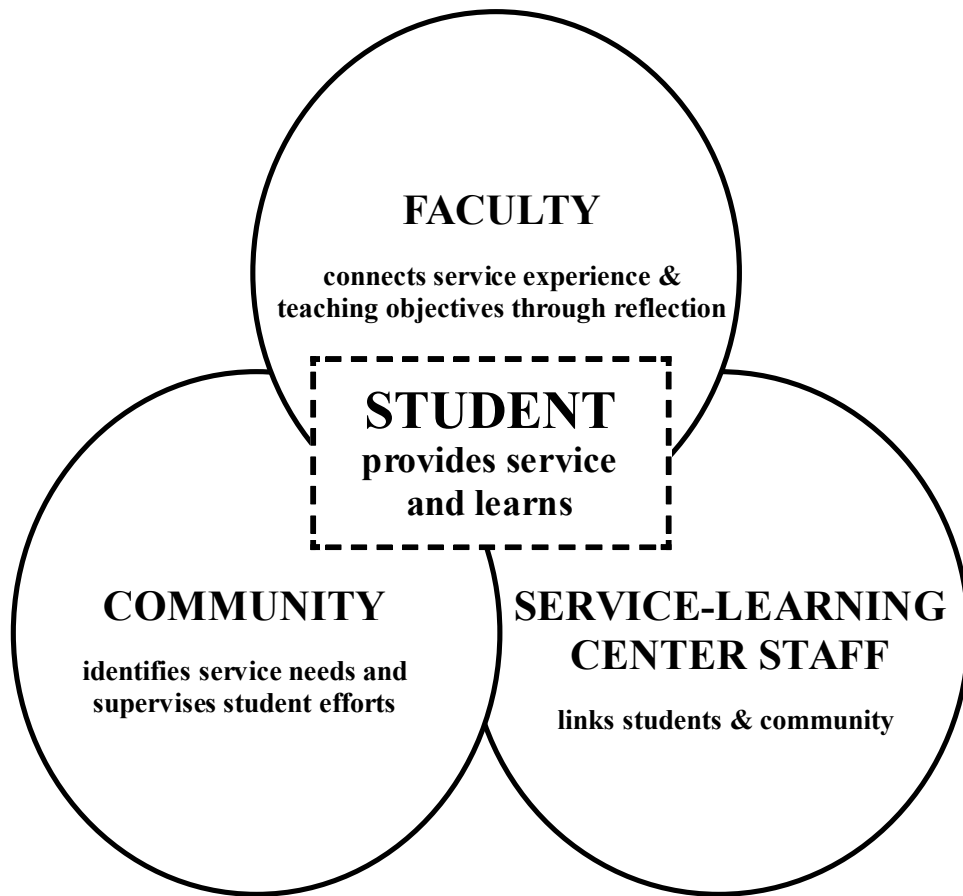 FACULTY
connects service experience &
teaching objectives through reflection
STUDENT
provides service
and learns
COMMUNITY
identifies service needs and
supervises student efforts
SERVICE-LEARNING
CENTER STAFF
links students & community